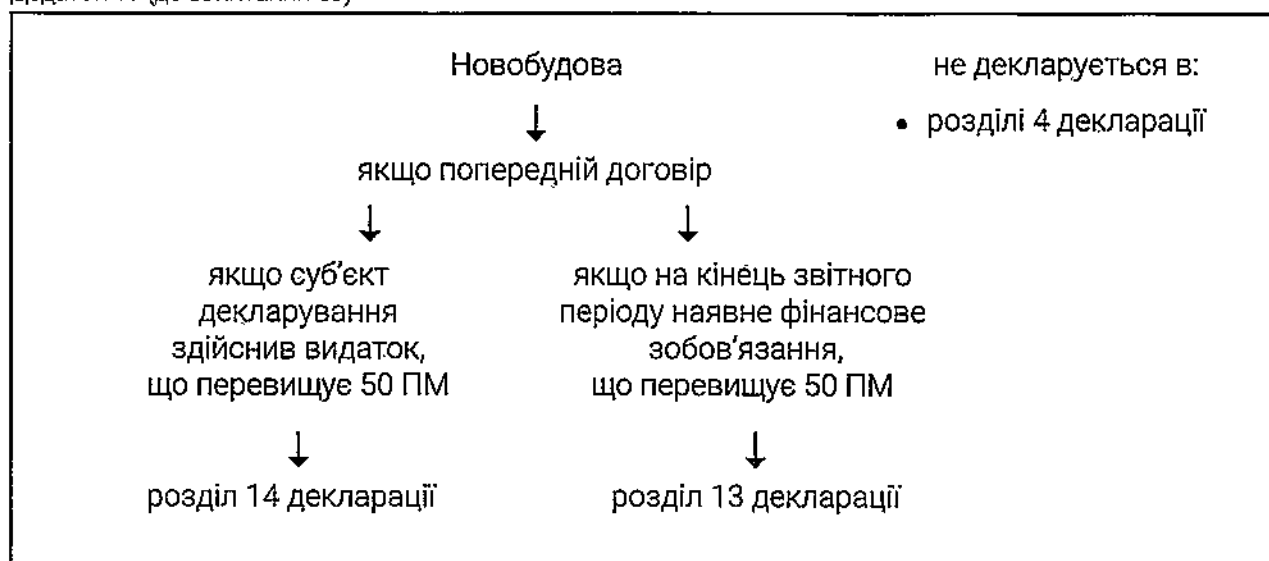 Новобудова
не декларується в:
• розділі 4 декларації
якщо попередній договір
якщо суб'єкт
декларування
здійснив видаток,
що перевищує 50 ПМ
якщо на кінець звітного
періоду наявне фінансове
зобов'язання,
що перевищує 50 ПМ
розділ 14 декларації
розділ 13 декларації